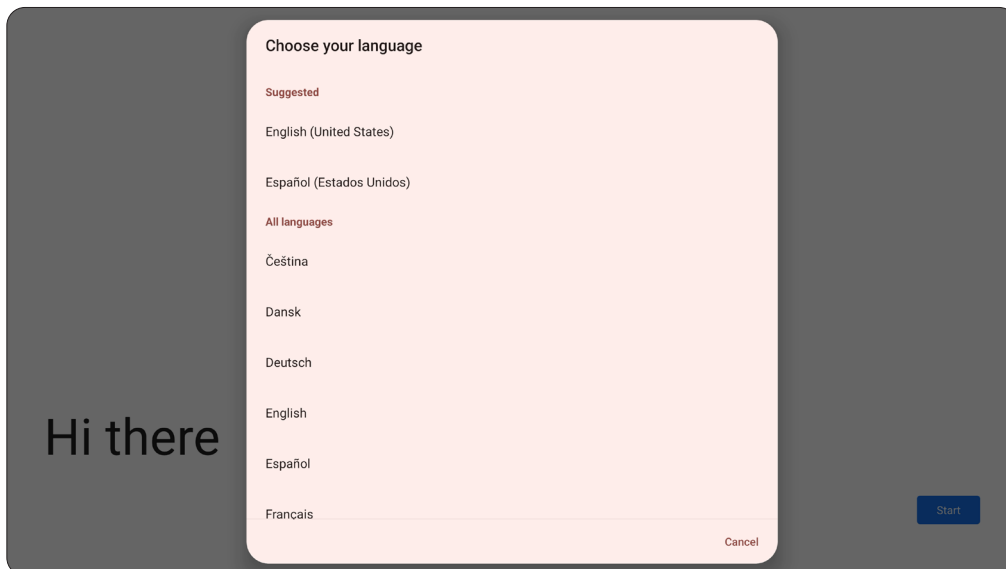 Choose your language
Suggested
English (United States)
Español (Estados Unidos)
All languages
Čeština
Dansk
Deutsch
English
Español
Français
Cancel
Hi there
Start